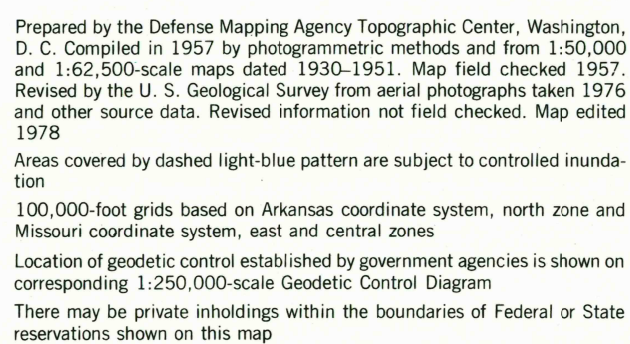 Prepared by the Defense Mapping Agency Topographic Center, Washington,
D. C. Compiled in 1957 by photogrammetric methods and from 1:50,000
and 1:62,500-scale maps dated 1930–1951. Map field checked 1957.
Revised by the U. S. Geological Survey from aerial photographs taken 1976
and other source data. Revised information not field checked. Map edited
1978
Areas covered by dashed light-blue pattern are subject to controlled inunda-
tion
100,000-foot grids based on Arkansas coordinate system, north zone and
Missouri coordinate system, east and central zones
Location of geodetic control established by government agencies is shown on
corresponding 1:250,000-scale Geodetic Control Diagram
There may be private inholdings within the boundaries of Federal or State
reservations shown on this map